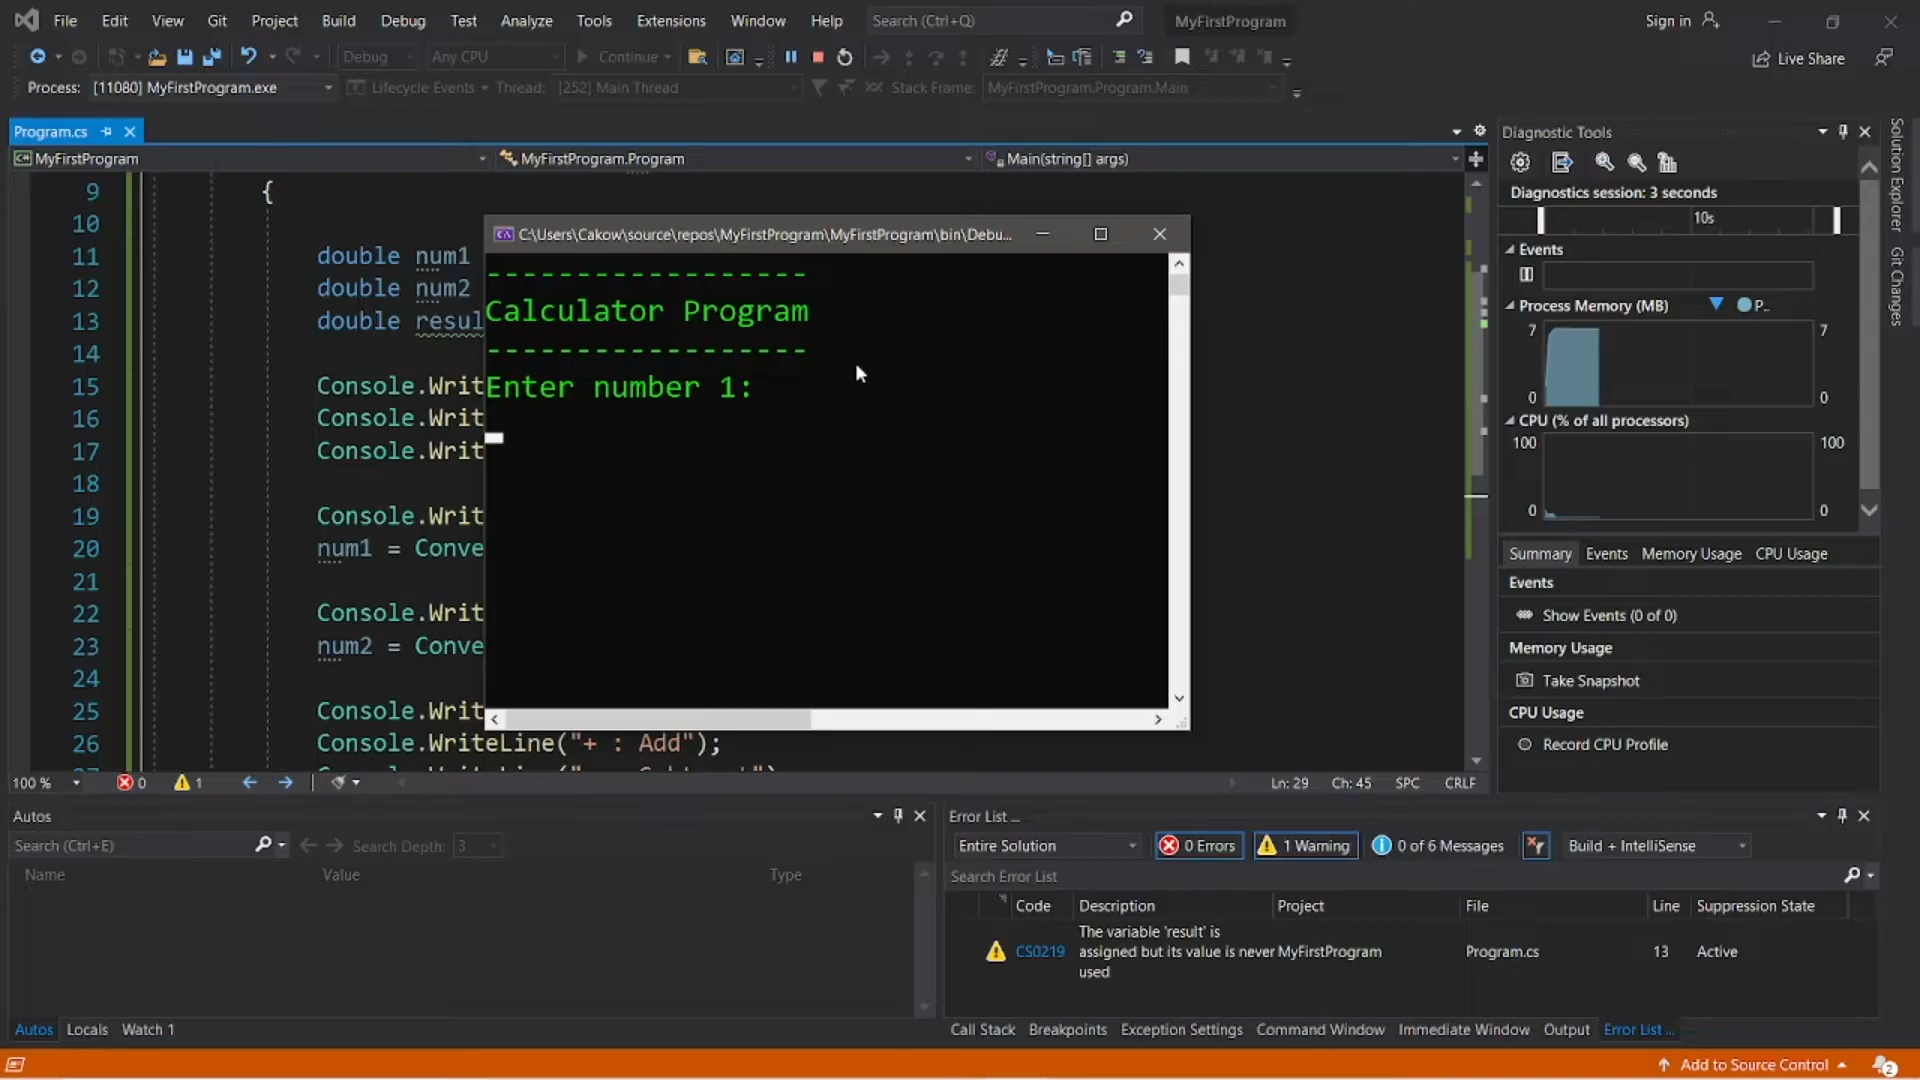 File Edit View Git Project Build Debug Test Analyze Tools Extensions Window Help Search (Ctrl+Q) MyFirstProgram Sign in
Debug Any CPU Continue Live Share
Process: [11080] MyFirstProgram.exe Lifecycle Events Thread: [252] Main Thread Stack Frame: MyFirstProgram.Program.Main
Program.cs
MyFirstProgram MyFirstProgram.Program Main(string[] args)
9 {
10
11 double num1
12 double num2
13 double resul
14
15 Console.Writ
16 Console.Writ
17 Console.Writ
18
19 Console.Writ
20 num1 = Conve
21
22 Console.Writ
23 num2 = Conve
24
25 Console.Writ
26 Console.WriteLine("+ : Add");
C:\Users\Cakow\source\repos\MyFirstProgram\MyFirstProgram\bin\Debu...
------------------
Calculator Program
------------------
Enter number 1:
100 % 0 1 Ln: 29 Ch: 45 SPC CRLF
Diagnostic Tools
Diagnostics session: 3 seconds
10s
Events
Process Memory (MB) P...
7 7
0 0
CPU (% of all processors)
100 100
0 0
Summary Events Memory Usage CPU Usage
Events
Show Events (0 of 0)
Memory Usage
Take Snapshot
CPU Usage
Record CPU Profile
Solution Explorer
Git Changes
Autos
Search (Ctrl+E) Search Depth: 3
Name Value Type
Autos Locals Watch 1
Error List ...
Entire Solution 0 Errors 1 Warning 0 of 6 Messages Build + IntelliSense
Search Error List
Code Description Project File Line Suppression State
CS0219 The variable 'result' is
assigned but its value is never MyFirstProgram Program.cs 13 Active
used
Call Stack Breakpoints Exception Settings Command Window Immediate Window Output Error List ...
Add to Source Control 2